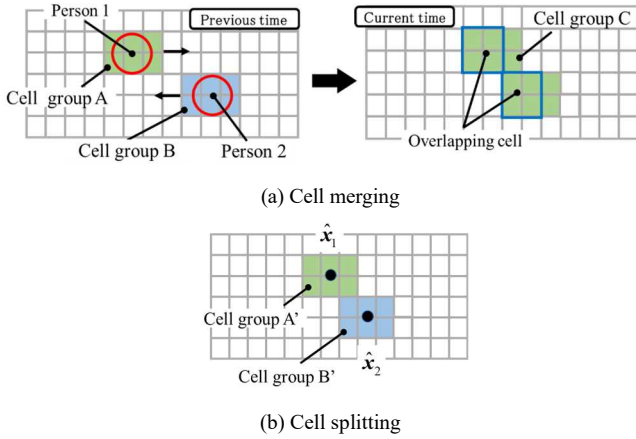 Person 1
Previous time
Cell group A
Cell group B
Person 2
Current time
Cell group C
Overlapping cell
(a) Cell merging
x̂₁
Cell group A’
Cell group B’
x̂₂
(b) Cell splitting